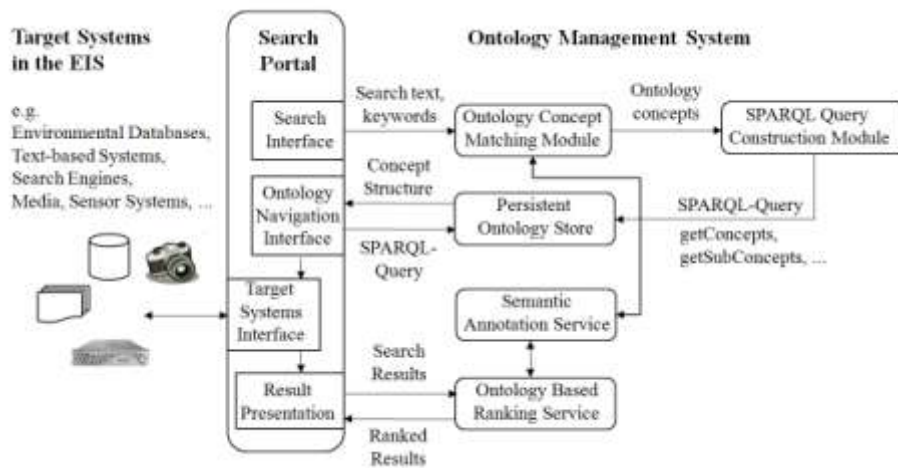 Target Systems
in the EIS
e.g.
Environmental Databases,
Text-based Systems,
Search Engines,
Media, Sensor Systems, ...
Search
Portal
Search
Interface
Ontology
Navigation
Interface
Target
Systems
Interface
Result
Presentation
Ontology Management System
Search text,
keywords
Ontology Concept
Matching Module
Ontology
concepts
SPARQL Query
Construction Module
Concept
Structure
Persistent
Ontology Store
SPARQL-Query
getConcepts,
getSubConcepts, ...
SPARQL-
Query
Semantic
Annotation Service
Search
Results
Ontology Based
Ranking Service
Ranked
Results